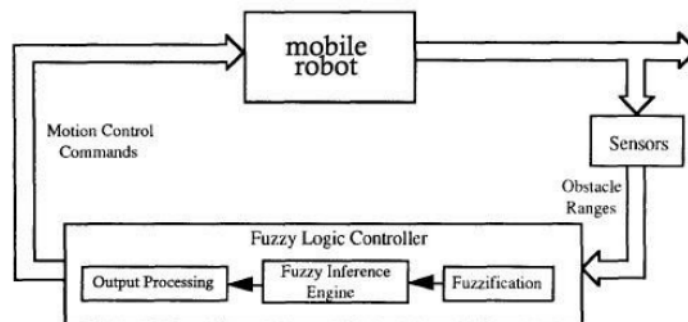 mobile
robot
Motion Control
Commands
Sensors
Obstacle
Ranges
Fuzzy Logic Controller
Output Processing
Fuzzy Inference
Engine
Fuzzification